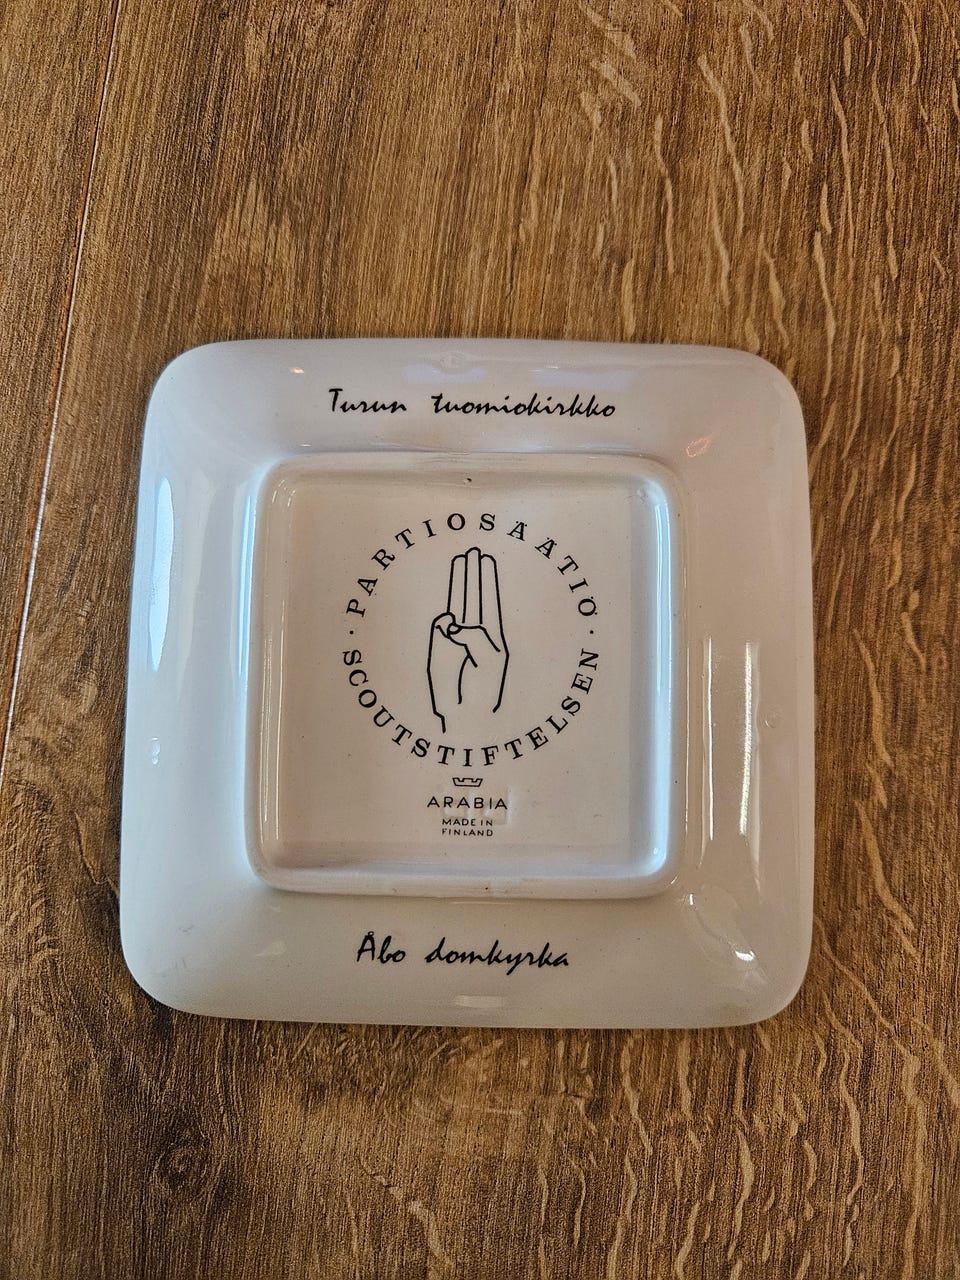 Turun tuomiokirkko
· PARTIOSÄÄTIÖ ·
SCOUTSTIFTELSEN
ARABIA
MADE IN
FINLAND
Åbo domkyrka